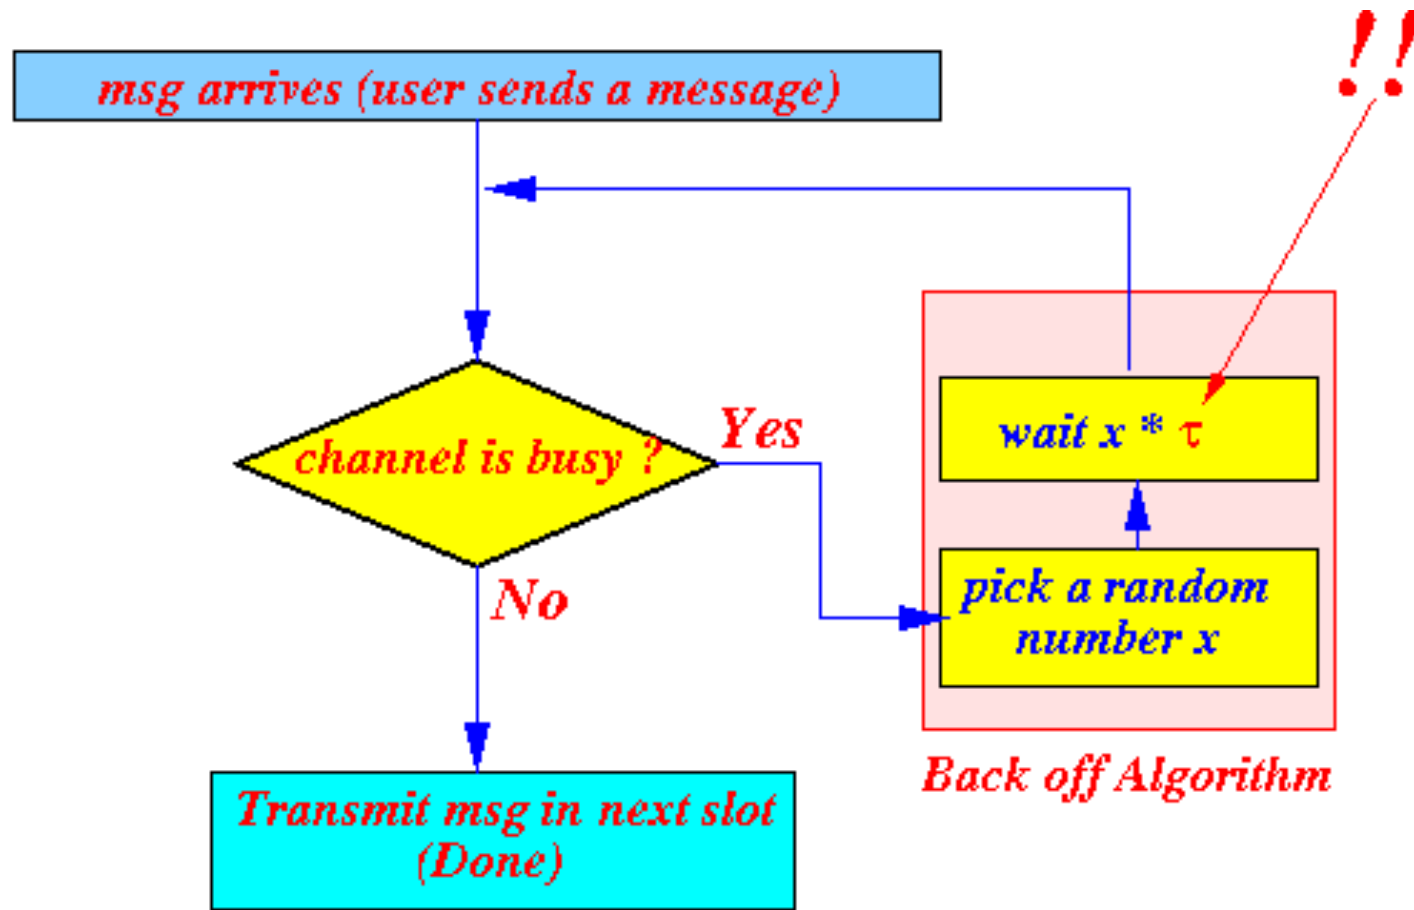 !!
msg arrives (user sends a message)
channel is busy ?
Yes
No
wait x * τ
pick a random
number x
Back off Algorithm
Transmit msg in next slot
(Done)